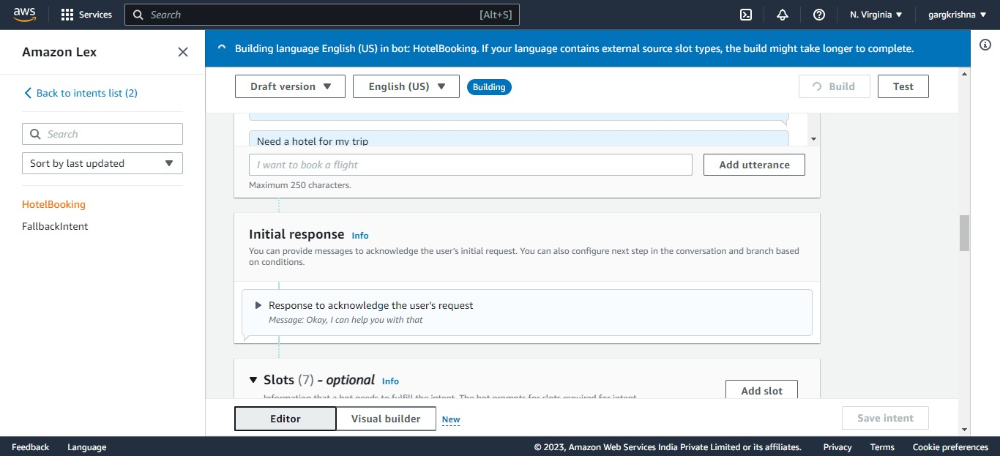 aws
Services
Search
[Alt+S]
N. Virginia
gargkrishna
Amazon Lex
Building language English (US) in bot: HotelBooking. If your language contains external source slot types, the build might take longer to complete.
Back to intents list (2)
Draft version
English (US)
Building
Build
Test
Search
Sort by last updated
HotelBooking
FallbackIntent
Need a hotel for my trip
I want to book a flight
Add utterance
Maximum 250 characters.
Initial response Info
You can provide messages to acknowledge the user's initial request. You can also configure next step in the conversation and branch based
on conditions.
Response to acknowledge the user's request
Message: Okay, I can help you with that
Slots (7) - optional Info
Add slot
Information that a bot needs to fulfill the intent. The bot prompts for slots required for intent
Editor
Visual builder
New
Save intent
Feedback
Language
© 2023, Amazon Web Services India Private Limited or its affiliates.
Privacy
Terms
Cookie preferences